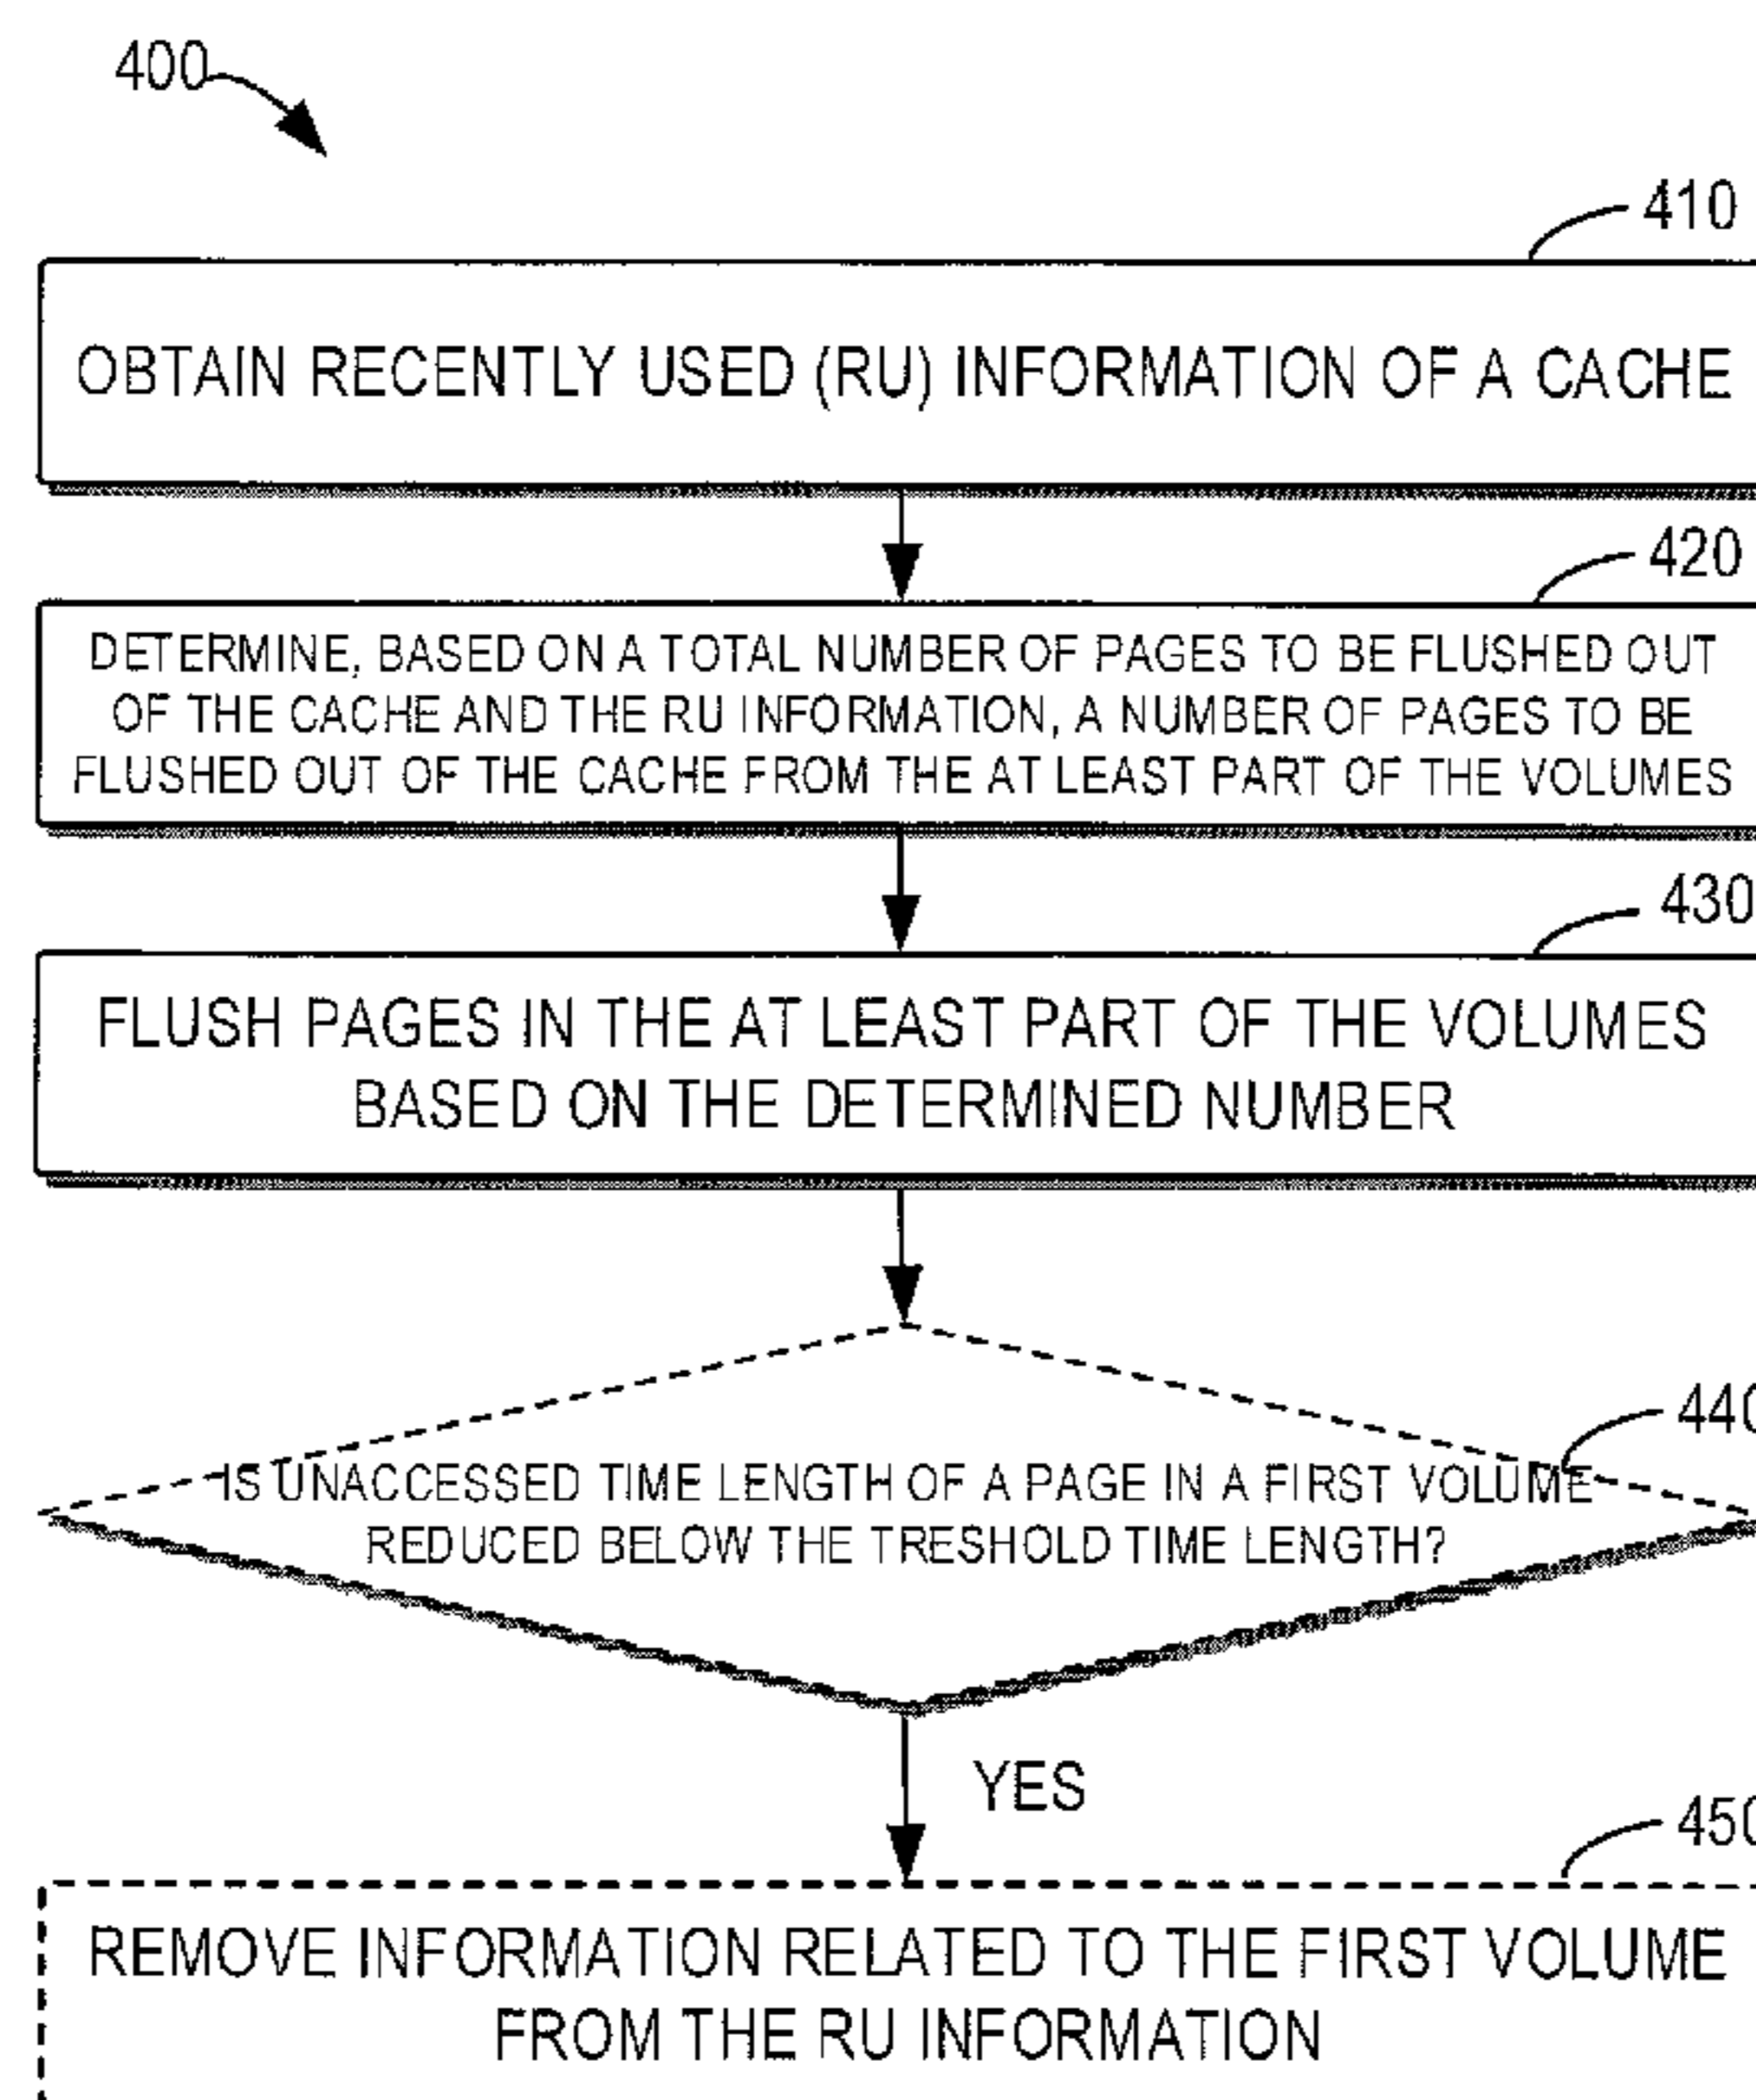 400
410
OBTAIN RECENTLY USED (RU) INFORMATION OF A CACHE
420
DETERMINE, BASED ON A TOTAL NUMBER OF PAGES TO BE FLUSHED OUT
OF THE CACHE AND THE RU INFORMATION, A NUMBER OF PAGES TO BE
FLUSHED OUT OF THE CACHE FROM THE AT LEAST PART OF THE VOLUMES
430
FLUSH PAGES IN THE AT LEAST PART OF THE VOLUMES
BASED ON THE DETERMINED NUMBER
440
IS UNACCESSED TIME LENGTH OF A PAGE IN A FIRST VOLUME
REDUCED BELOW THE TRESHOLD TIME LENGTH?
YES
450
REMOVE INFORMATION RELATED TO THE FIRST VOLUME
FROM THE RU INFORMATION